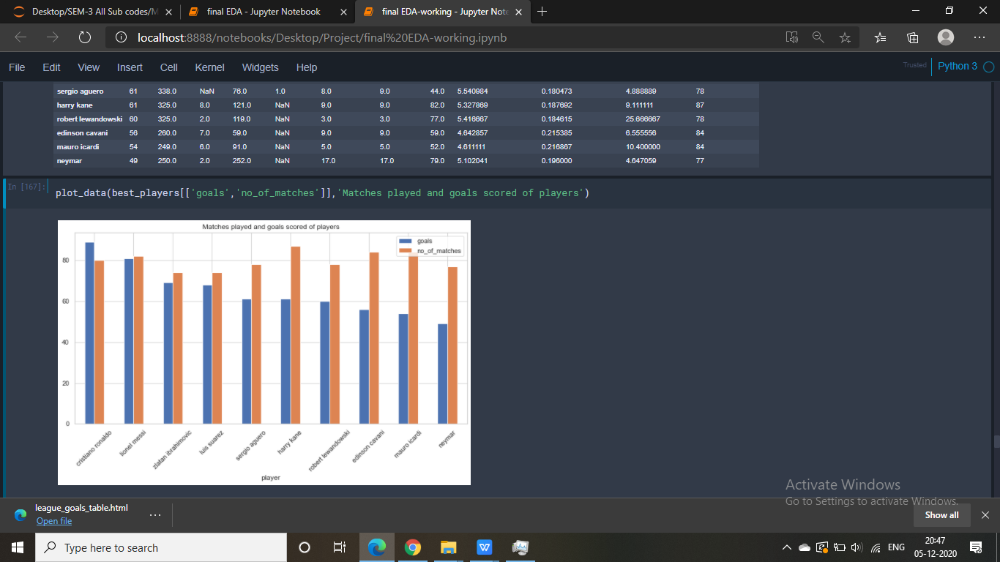 Desktop/SEM-3 All Sub codes/M
final EDA - Jupyter Notebook
final EDA-working - Jupyter Note
localhost:8888/notebooks/Desktop/Project/final%20EDA-working.ipynb
File Edit View Insert Cell Kernel Widgets Help
Trusted
Python 3
sergio aguero 61 338.0 NaN 76.0 1.0 8.0 9.0 44.0 5.540984 0.180473 4.888889 78
harry kane 61 325.0 8.0 121.0 NaN 9.0 9.0 82.0 5.327869 0.187692 9.111111 87
robert lewandowski 60 325.0 2.0 119.0 NaN 3.0 3.0 77.0 5.416667 0.184615 25.666667 78
edinson cavani 56 260.0 7.0 59.0 NaN 9.0 9.0 59.0 4.642857 0.215385 6.555556 84
mauro icardi 54 249.0 6.0 91.0 NaN 5.0 5.0 52.0 4.611111 0.216867 10.400000 84
neymar 49 250.0 2.0 252.0 NaN 17.0 17.0 79.0 5.102041 0.196000 4.647059 77
In [167]:
plot_data(best_players[['goals','no_of_matches']],'Matches played and goals scored of players')
Matches played and goals scored of players
goals
no_of_matches
80
60
40
20
0
cristiano ronaldo
lionel messi
zlatan ibrahimovic
luis suarez
sergio aguero
harry kane
robert lewandowski
edinson cavani
mauro icardi
neymar
player
Activate Windows
Go to Settings to activate Windows.
league_goals_table.html
Open file
Show all
Type here to search
W
ENG
20:47
05-12-2020